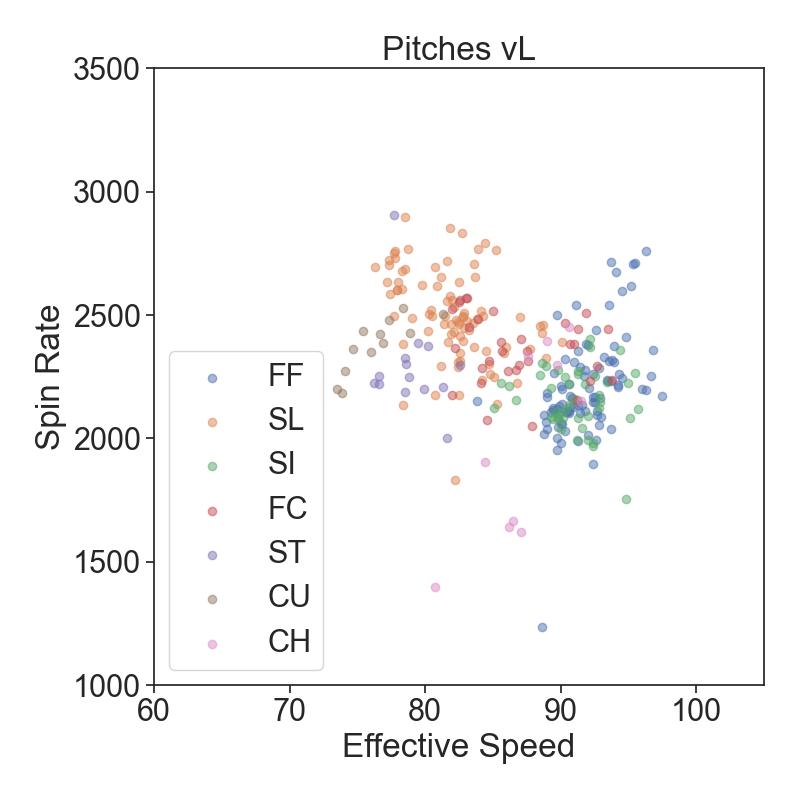 Pitches vL
3500
3000
2500
2000
1500
1000
Spin Rate
FF
SL
SI
FC
ST
CU
CH
60 70 80 90 100
Effective Speed